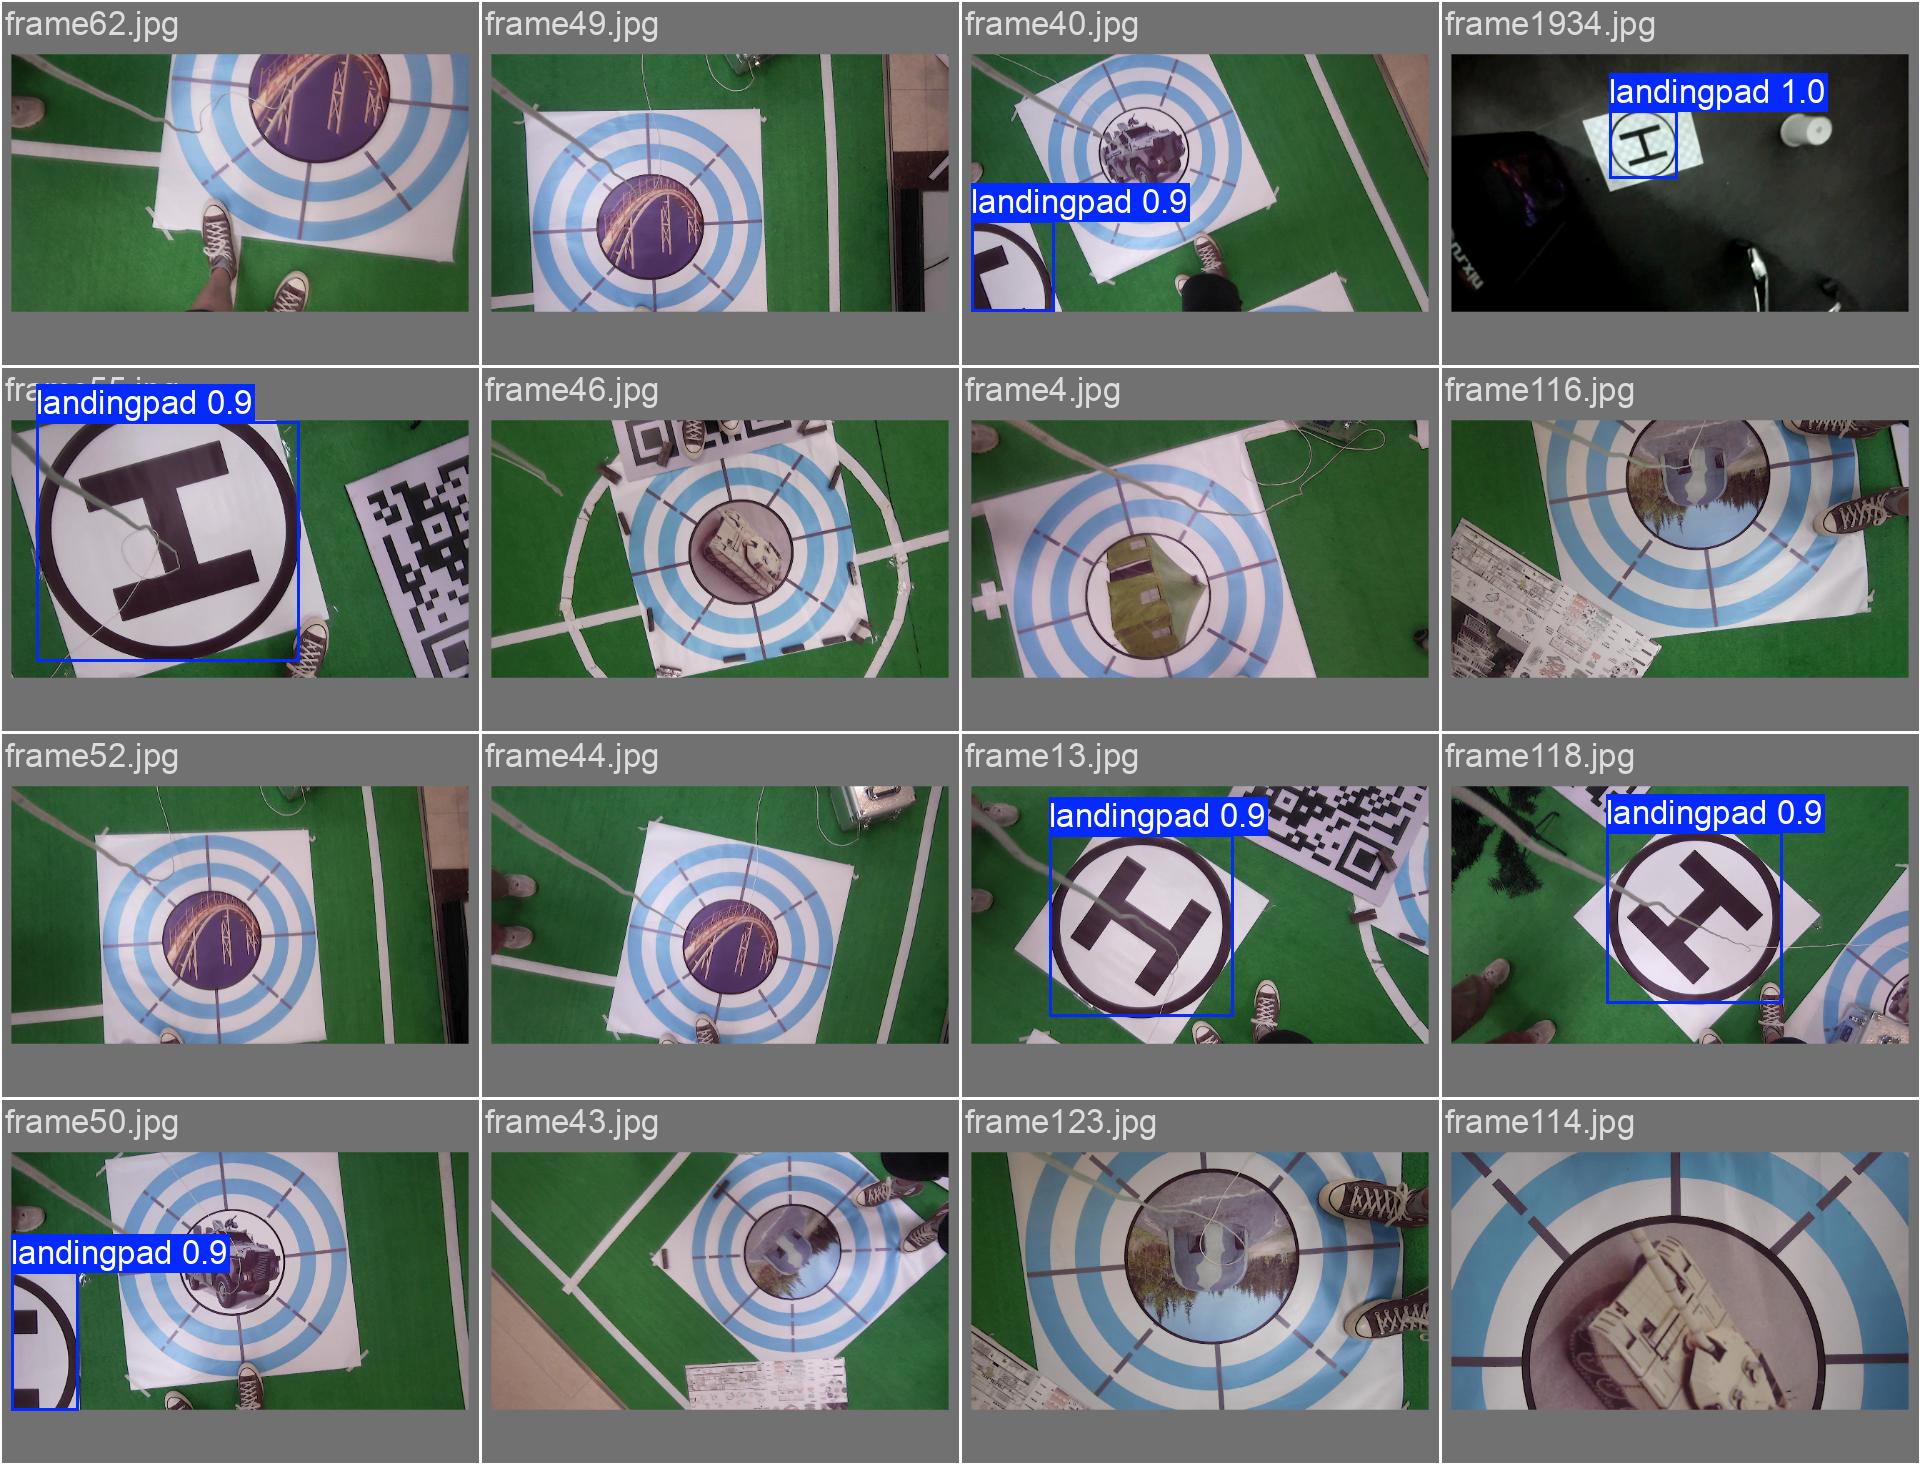 frame62.jpg
frame49.jpg
frame40.jpg
frame1934.jpg
landingpad 1.0
landingpad 0.9
H
nix.ru
landingpad 0.9
frame46.jpg
frame4.jpg
frame116.jpg
H
frame52.jpg
frame44.jpg
frame13.jpg
frame118.jpg
landingpad 0.9
landingpad 0.9
H
H
frame50.jpg
frame43.jpg
frame123.jpg
frame114.jpg
landingpad 0.9